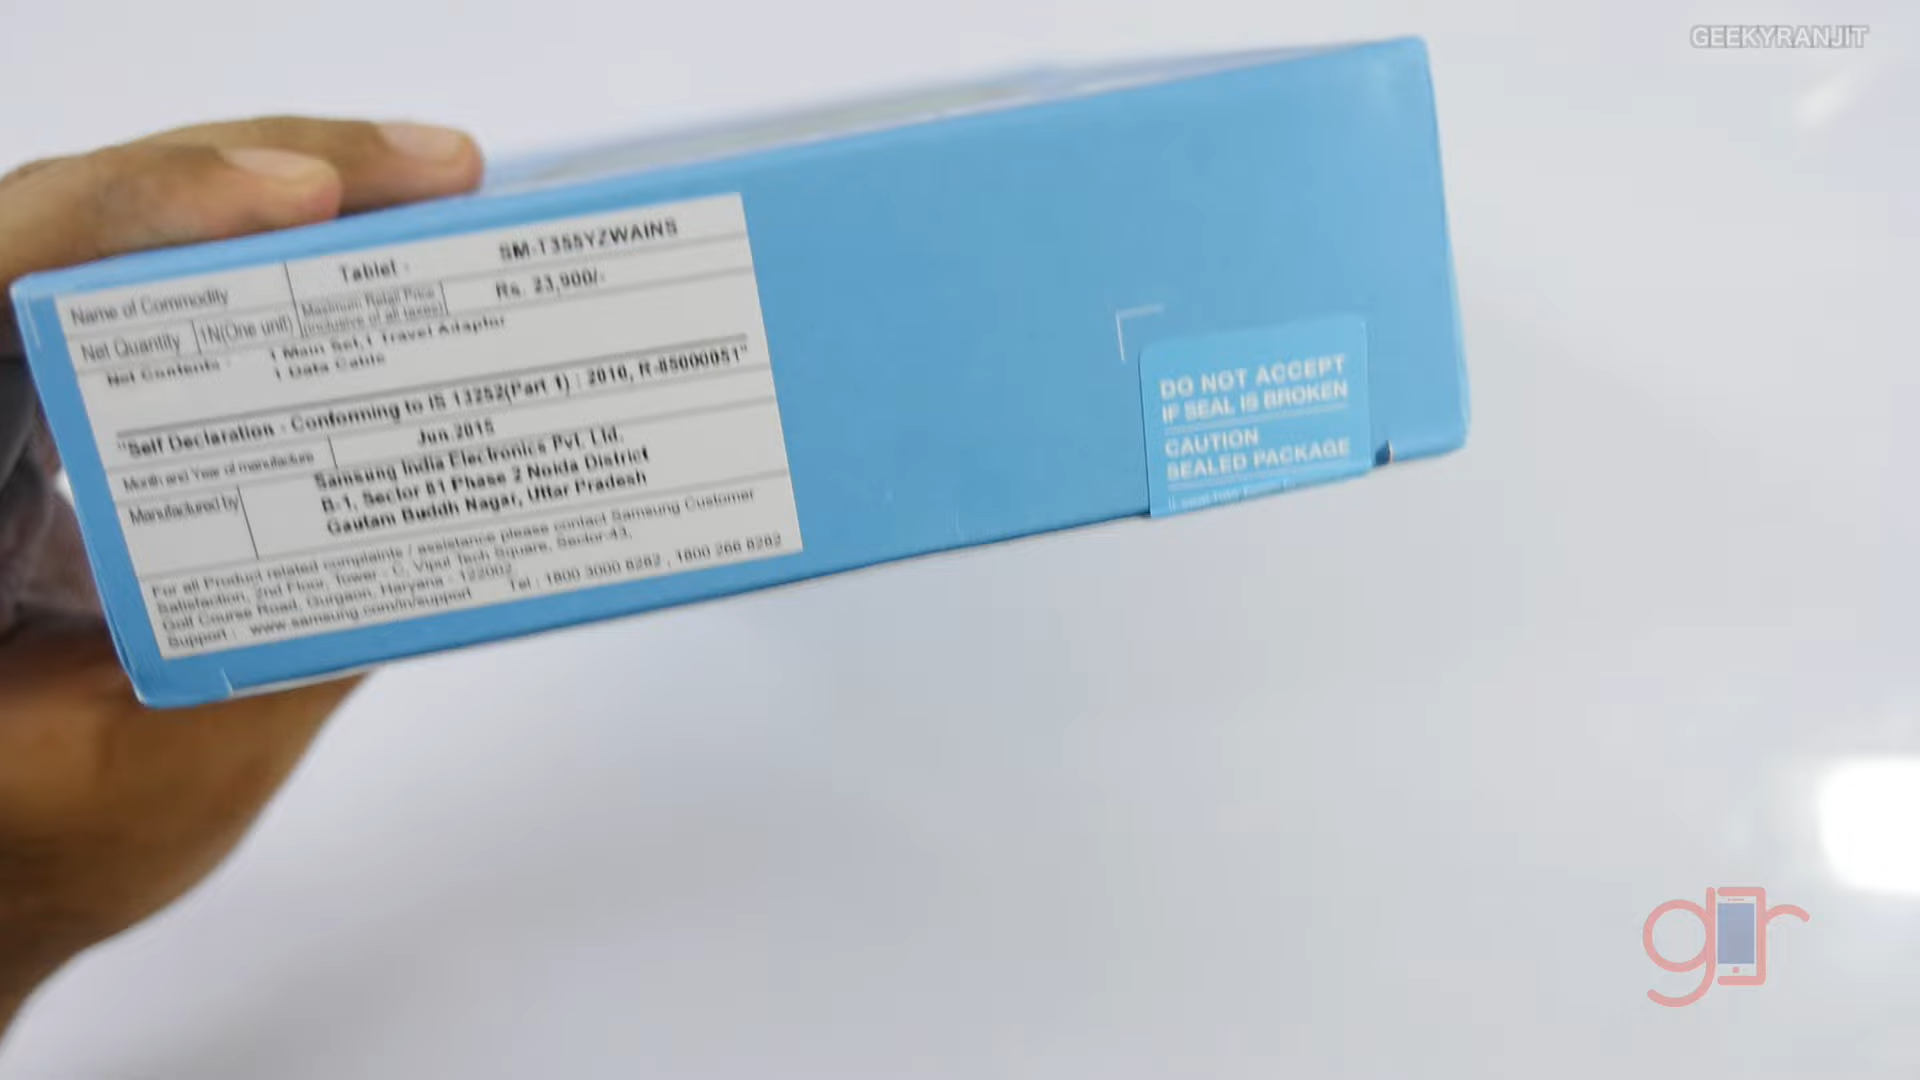 GEEKYRANJIT
Name of Commodity Tablet - SM-T355YZWAINS
Net Quantity 1N(One unit) Maximum Retail Price (inclusive of all taxes) Rs. 23,900/-
Net Contents : 1 Main Set,1 Travel Adaptor
1 Data Cable
"Self Declaration - Conforming to IS 13252(Part 1) : 2010, R-85000051"
Month and Year of manufacture Jun.2015
Manufactured by Samsung India Electronics Pvt. Ltd.
B-1, Sector 81 Phase 2 Noida District
Gautam Buddh Nagar, Uttar Pradesh
For all Product related complaints / assistance please contact Samsung Customer
Satisfaction, 2nd Floor, Tower - C, Vipul Tech Square, Sector-43,
Golf Course Road, Gurgaon, Haryana - 122002
Support : www.samsung.com/in/support Tel : 1800 3000 8282 , 1800 266 8282
DO NOT ACCEPT
IF SEAL IS BROKEN
CAUTION
SEALED PACKAGE
gr